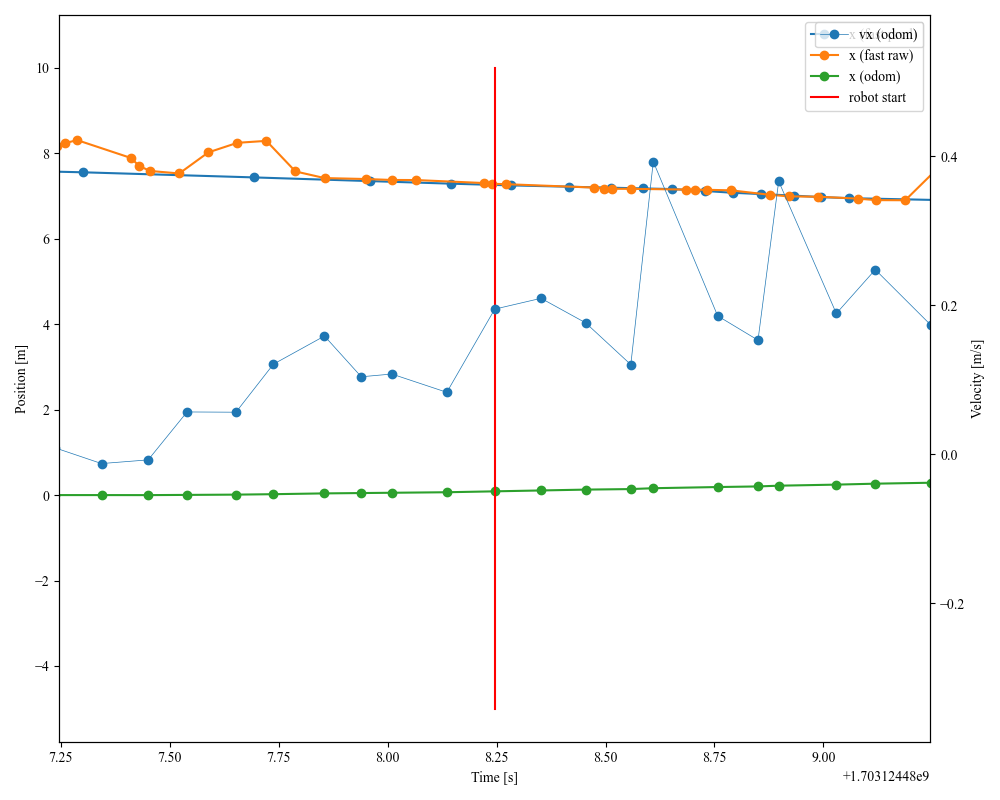 vx (odom)
x (fast raw)
x (odom)
robot start
10
8
6
4
2
0
−2
−4
Position [m]
0.4
0.2
0.0
−0.2
Velocity [m/s]
7.25 7.50 7.75 8.00 8.25 8.50 8.75 9.00
Time [s]
+1.70312448e9